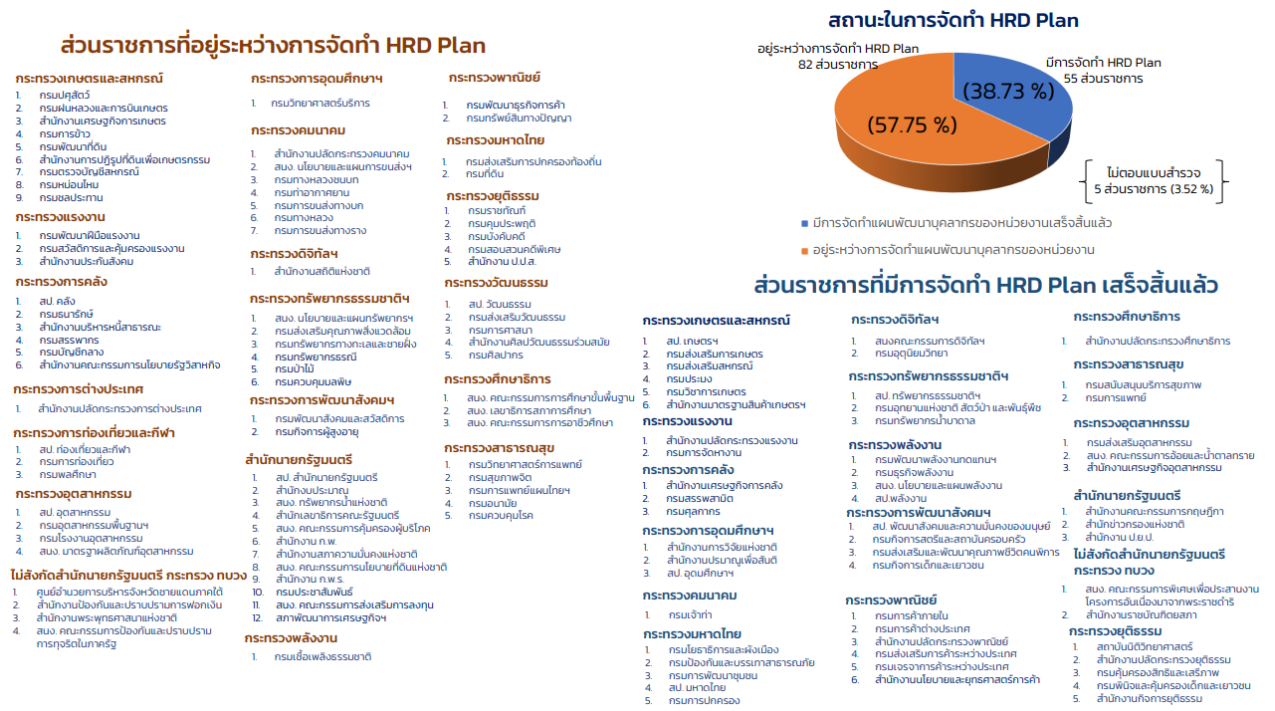 ส่วนราชการที่อยู่ระหว่างการจัดทำ HRD Plan
กระทรวงเกษตรและสหกรณ์
1. กรมปศุสัตว์
2. กรมฝนหลวงและการบินเกษตร
3. สำนักงานเศรษฐกิจการเกษตร
4. กรมการข้าว
5. กรมพัฒนาที่ดิน
6. สำนักงานการปฏิรูปที่ดินเพื่อเกษตรกรรม
7. กรมตรวจบัญชีสหกรณ์
8. กรมหม่อนไหม
9. กรมชลประทาน
กระทรวงแรงงาน
1. กรมพัฒนาฝีมือแรงงาน
2. กรมสวัสดิการและคุ้มครองแรงงาน
3. สำนักงานประกันสังคม
กระทรวงการคลัง
1. สป. คลัง
2. กรมธนารักษ์
3. สำนักงานบริหารหนี้สาธารณะ
4. กรมสรรพากร
5. กรมบัญชีกลาง
6. สำนักงานคณะกรรมการนโยบายรัฐวิสาหกิจ
กระทรวงการต่างประเทศ
1. สำนักงานปลัดกระทรวงการต่างประเทศ
กระทรวงการท่องเที่ยวและกีฬา
1. สป. ท่องเที่ยวและกีฬา
2. กรมการท่องเที่ยว
3. กรมพลศึกษา
กระทรวงอุตสาหกรรม
1. สป. อุตสาหกรรม
2. กรมอุตสาหกรรมพื้นฐานฯ
3. กรมโรงงานอุตสาหกรรม
4. สนง. มาตรฐาผลิตภัณฑ์อุตสาหกรรม
ไม่สังกัดสำนักนายกรัฐมนตรี กระทรวง ทบวง
1. ศูนย์อำนวยการบริหารจังหวัดชายแดนภาคใต้
2. สำนักงานป้องกันและปราบปรามการฟอกเงิน
3. สำนักงานพระพุทธศาสนาแห่งชาติ
4. สนง. คณะกรรมการป้องกันและปราบปราม
การทุจริตในภาครัฐ
กระทรวงการอุดมศึกษาฯ
1. กรมวิทยาศาสตร์บริการ
กระทรวงคมนาคม
1. สำนักงานปลัดกระทรวงคมนาคม
2. สนง. นโยบายและแผนการขนส่งฯ
3. กรมทางหลวงชนบท
4. กรมท่าอากาศยาน
5. กรมการขนส่งทางบก
6. กรมทางหลวง
7. กรมการขนส่งทางราง
กระทรวงดิจิทัลฯ
1. สำนักงานสถิติแห่งชาติ
กระทรวงทรัพยากรธรรมชาติฯ
1. สนง. นโยบายและแผนทรัพยากรฯ
2. กรมส่งเสริมคุณภาพสิ่งแวดล้อม
3. กรมทรัพยากรทางทะเลและชายฝั่ง
4. กรมทรัพยากรธรณี
5. กรมป่าไม้
6. กรมควบคุมมลพิษ
กระทรวงการพัฒนาสังคมฯ
1. กรมพัฒนาสังคมและสวัสดิการ
2. กรมกิจการผู้สูงอายุ
สำนักนายกรัฐมนตรี
1. สป. สำนักนายกรัฐมนตรี
2. สำนักงบประมาณ
3. สนง. ทรัพยากรน้ำแห่งชาติ
4. สำนักเลขาธิการคณะรัฐมนตรี
5. สนง. คณะกรรมการคุ้มครองผู้บริโภค
6. สำนักงาน ก.พ.
7. สำนักงานสภาความมั่นคงแห่งชาติ
8. สนง. คณะกรรมการนโยบายที่ดินแห่งชาติ
9. สำนักงาน ก.พ.ร.
10. กรมประชาสัมพันธ์
11. สนง. คณะกรรมการส่งเสริมการลงทุน
12. สภาพัฒนาการเศรษฐกิจฯ
กระทรวงพลังงาน
1. กรมเชื้อเพลิงธรรมชาติ
กระทรวงพาณิชย์
1. กรมพัฒนาธุรกิจการค้า
2. กรมทรัพย์สินทางปัญญา
กระทรวงมหาดไทย
1. กรมส่งเสริมการปกครองท้องถิ่น
2. กรมที่ดิน
กระทรวงยุติธรรม
1. กรมราชทัณฑ์
2. กรมคุมประพฤติ
3. กรมบังคับคดี
4. กรมสอบสวนคดีพิเศษ
5. สำนักงาน ป.ป.ส.
กระทรวงวัฒนธรรม
1. สป. วัฒนธรรม
2. กรมส่งเสริมวัฒนธรรม
3. กรมการศาสนา
4. สำนักงานศิลปวัฒนธรรมร่วมสมัย
5. กรมศิลปากร
กระทรวงศึกษาธิการ
1. สนง. คณะกรรมการการศึกษาขั้นพื้นฐาน
2. สนง. เลขาธิการสภาการศึกษา
3. สนง. คณะกรรมการการอาชีวศึกษา
กระทรวงสาธารณสุข
1. กรมวิทยาศาสตร์การแพทย์
2. กรมสุขภาพจิต
3. กรมการแพทย์แผนไทยฯ
4. กรมอนามัย
5. กรมควบคุมโรค
สถานะในการจัดทำ HRD Plan
อยู่ระหว่างการจัดทำ HRD Plan
82 ส่วนราชการ
มีการจัดทำ HRD Plan
55 ส่วนราชการ
(38.73 %)
(57.75 %)
ไม่ตอบแบบสำรวจ
5 ส่วนราชการ (3.52 %)
มีการจัดทำแผนพัฒนาบุคลากรของหน่วยงานเสร็จสิ้นแล้ว
อยู่ระหว่างการจัดทำแผนพัฒนาบุคลากรของหน่วยงาน
ส่วนราชการที่มีการจัดทำ HRD Plan เสร็จสิ้นแล้ว
กระทรวงเกษตรและสหกรณ์
1. สป. เกษตรฯ
2. กรมส่งเสริมการเกษตร
3. กรมส่งเสริมสหกรณ์
4. กรมประมง
5. กรมวิชาการเกษตร
6. สำนักงานมาตรฐานสินค้าเกษตรฯ
กระทรวงแรงงาน
1. สำนักงานปลัดกระทรวงแรงงาน
2. กรมการจัดหางาน
กระทรวงการคลัง
1. สำนักงานเศรษฐกิจการคลัง
2. กรมสรรพสามิต
3. กรมศุลกากร
กระทรวงการอุดมศึกษาฯ
1. สำนักงานการวิจัยแห่งชาติ
2. สำนักงานปรมาณูเพื่อสันติ
3. สป. อุดมศึกษาฯ
กระทรวงคมนาคม
1. กรมเจ้าท่า
กระทรวงมหาดไทย
1. กรมโยธาธิการและผังเมือง
2. กรมป้องกันและบรรเทาสาธารณภัย
3. กรมการพัฒนาชุมชน
4. สป. มหาดไทย
5. กรมการปกครอง
กระทรวงดิจิทัลฯ
1. สนงคณะกรรมการดิจิทัลฯ
2. กรมอุตุนิยมวิทยา
กระทรวงทรัพยากรธรรมชาติฯ
1. สป. ทรัพยากรธรรมชาติฯ
2. กรมอุทยานแห่งชาติ สัตว์ป่า และพันธุ์พืช
3. กรมทรัพยากรน้ำบาดาล
กระทรวงพลังงาน
1. กรมพัฒนาพลังงานทดแทนฯ
2. กรมธุรกิจพลังงาน
3. สนง. นโยบายและแผนพลังงาน
4. สป.พลังงาน
กระทรวงการพัฒนาสังคมฯ
1. สป. พัฒนาสังคมและความมั่นคงของมนุษย์
2. กรมกิจการสตรีและสถาบันครอบครัว
3. กรมส่งเสริมและพัฒนาคุณภาพชีวิตคนพิการ
4. กรมกิจการเด็กและเยาวชน
กระทรวงพาณิชย์
1. กรมการค้าภายใน
2. กรมการค้าต่างประเทศ
3. สำนักงานปลัดกระทรวงพาณิชย์
4. กรมส่งเสริมการค้าระหว่างประเทศ
5. กรมเจรจาการค้าระหว่างประเทศ
6. สำนักงานนโยบายและยุทธศาสตร์การค้า
กระทรวงศึกษาธิการ
1. สำนักงานปลัดกระทรวงศึกษาธิการ
กระทรวงสาธารณสุข
1. กรมสนับสนุนบริการสุขภาพ
2. กรมการแพทย์
กระทรวงอุตสาหกรรม
1. กรมส่งเสริมอุตสาหกรรม
2. สนง. คณะกรรมการอ้อยและน้ำตาลทราย
3. สำนักงานเศรษฐกิจอุตสาหกรรม
สำนักนายกรัฐมนตรี
1. สำนักงานคณะกรรมการกฤษฎีกา
2. สำนักข่าวกรองแห่งชาติ
3. สำนักงาน ป.ย.ป.
ไม่สังกัดสำนักนายกรัฐมนตรี
กระทรวง ทบวง
1. สนง. คณะกรรมการพิเศษเพื่อประสานงาน
โครงการอันเนื่องมาจากพระราชดำริ
2. สำนักงานราชบัณฑิตยสภา
กระทรวงยุติธรรม
1. สถาบันนิติวิทยาศาสตร์
2. สำนักงานปลัดกระทรวงยุติธรรม
3. กรมคุ้มครองสิทธิและเสรีภาพ
4. กรมพินิจและคุ้มครองเด็กและเยาวชน
5. สำนักงานกิจการยุติธรรม